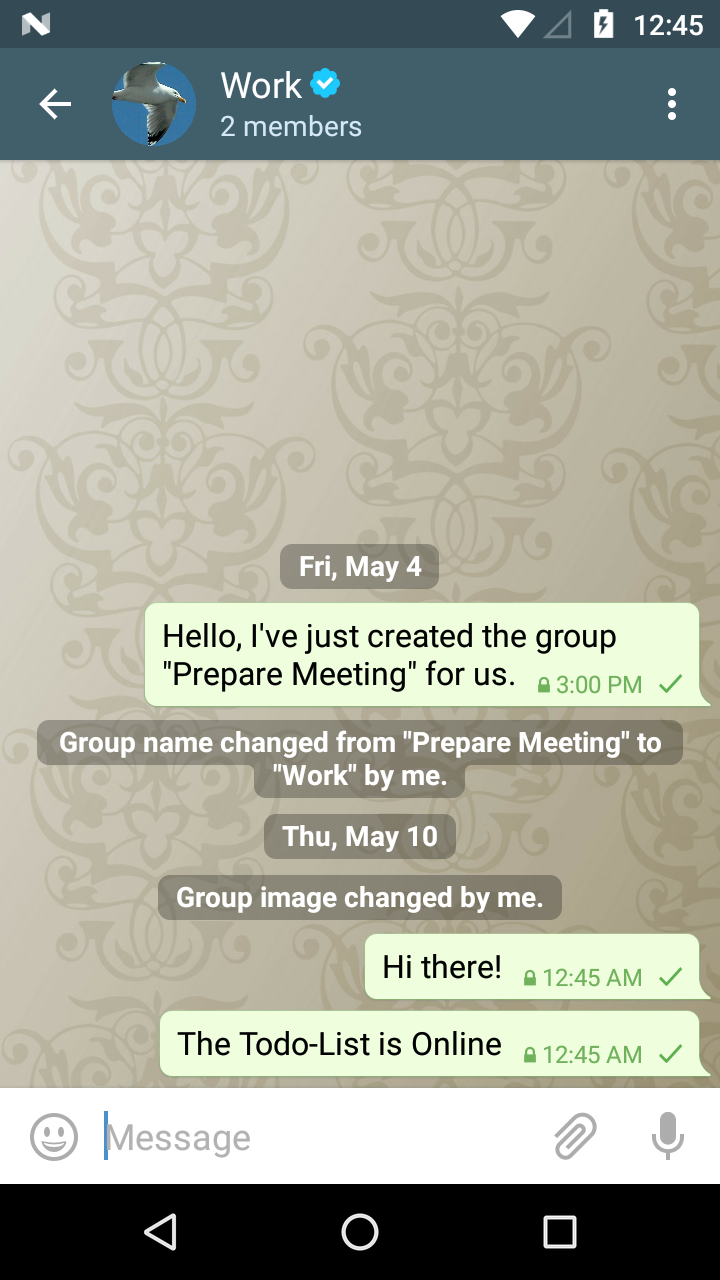 12:45
Work
2 members
Fri, May 4
Hello, I've just created the group
"Prepare Meeting" for us. 3:00 PM
Group name changed from "Prepare Meeting" to
"Work" by me.
Thu, May 10
Group image changed by me.
Hi there! 12:45 AM
The Todo-List is Online 12:45 AM
Message